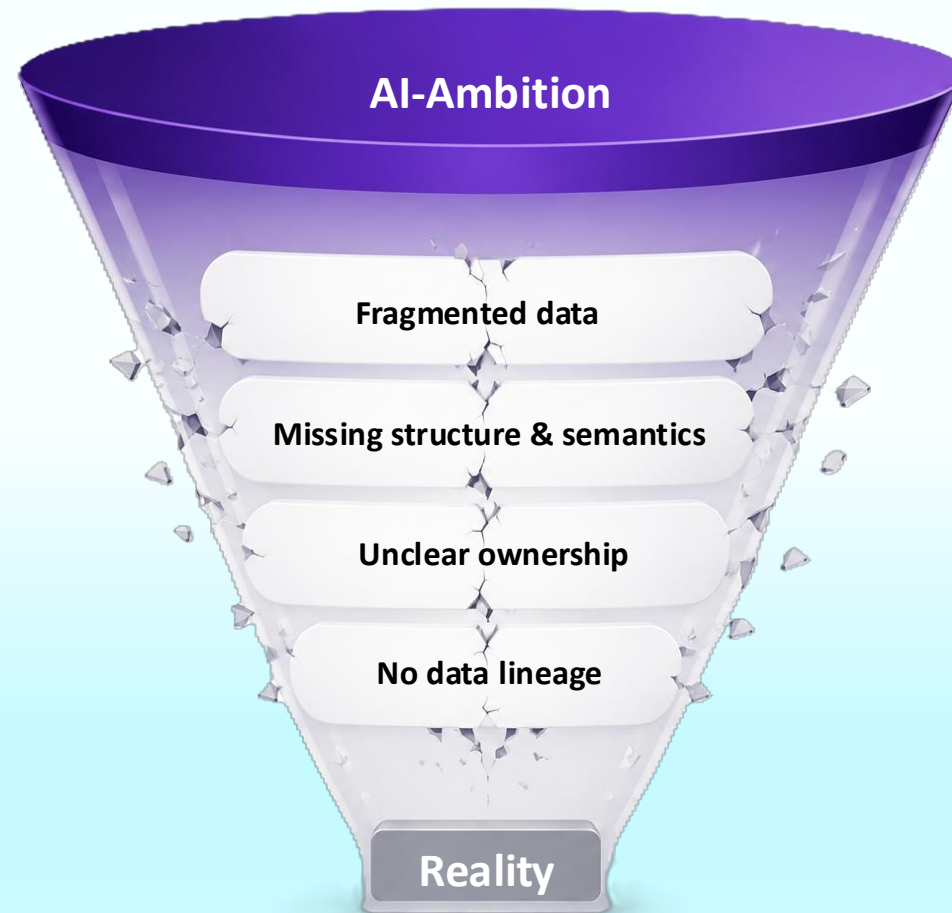 AI-Ambition
Fragmented data
Missing structure & semantics
Unclear ownership
No data lineage
Reality